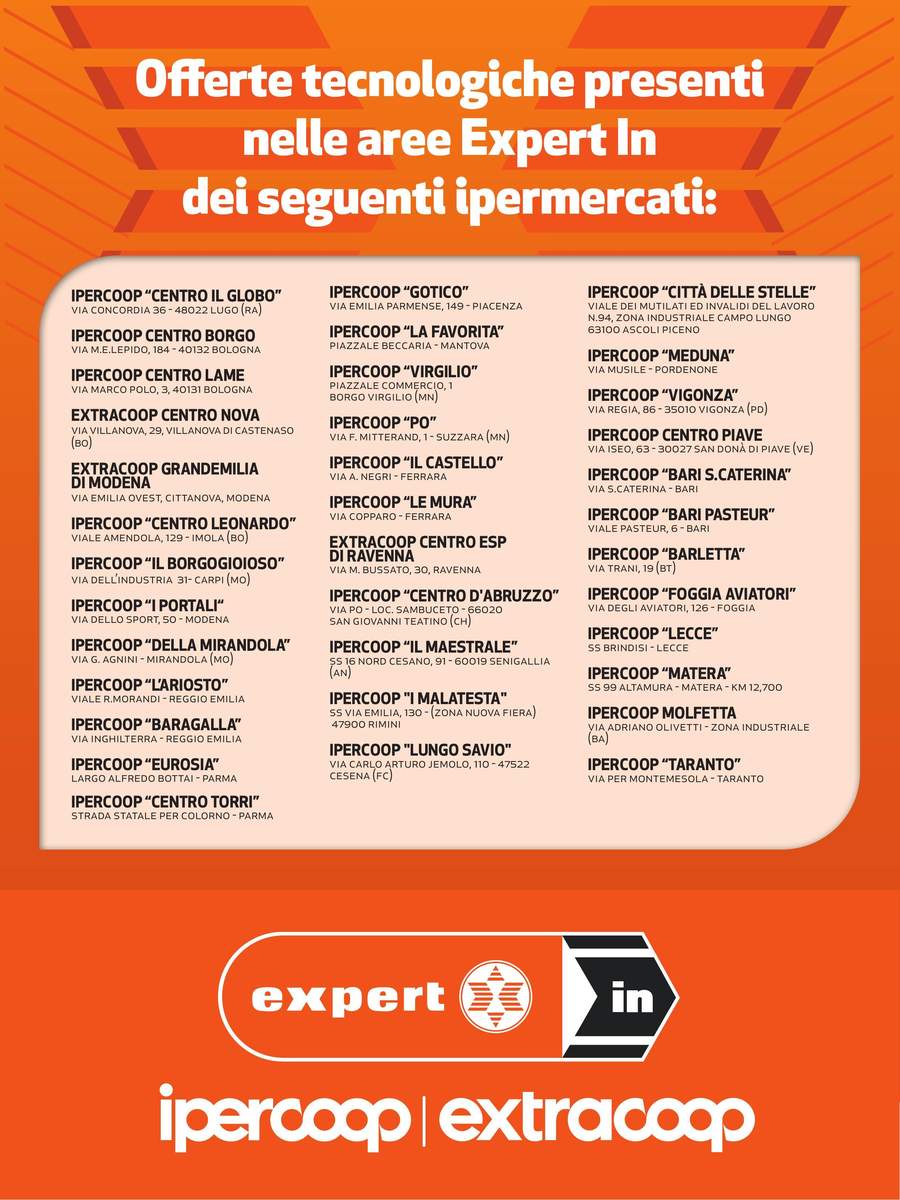 Offerte tecnologiche presenti
nelle aree Expert In
dei seguenti ipermercati:
IPERCOOP “CENTRO IL GLOBO”
VIA CONCORDIA 36 - 48022 LUGO (RA)
IPERCOOP CENTRO BORGO
VIA M.E.LEPIDO, 184 - 40132 BOLOGNA
IPERCOOP CENTRO LAME
VIA MARCO POLO, 3, 40131 BOLOGNA
EXTRACOOP CENTRO NOVA
VIA VILLANOVA, 29, VILLANOVA DI CASTENASO
(BO)
EXTRACOOP GRANDEMILIA
DI MODENA
VIA EMILIA OVEST, CITTANOVA, MODENA
IPERCOOP “CENTRO LEONARDO”
VIALE AMENDOLA, 129 - IMOLA (BO)
IPERCOOP “IL BORGOGIOIOSO”
VIA DELL’INDUSTRIA 31- CARPI (MO)
IPERCOOP “I PORTALI“
VIA DELLO SPORT, 50 - MODENA
IPERCOOP “DELLA MIRANDOLA”
VIA G. AGNINI - MIRANDOLA (MO)
IPERCOOP “L’ARIOSTO”
VIALE R.MORANDI - REGGIO EMILIA
IPERCOOP “BARAGALLA”
VIA INGHILTERRA - REGGIO EMILIA
IPERCOOP “EUROSIA”
LARGO ALFREDO BOTTAI - PARMA
IPERCOOP “CENTRO TORRI”
STRADA STATALE PER COLORNO - PARMA
IPERCOOP “GOTICO”
VIA EMILIA PARMENSE, 149 - PIACENZA
IPERCOOP “LA FAVORITA”
PIAZZALE BECCARIA - MANTOVA
IPERCOOP “VIRGILIO”
PIAZZALE COMMERCIO, 1
BORGO VIRGILIO (MN)
IPERCOOP “PO”
VIA F. MITTERAND, 1 - SUZZARA (MN)
IPERCOOP “IL CASTELLO”
VIA A. NEGRI - FERRARA
IPERCOOP “LE MURA”
VIA COPPARO - FERRARA
EXTRACOOP CENTRO ESP
DI RAVENNA
VIA M. BUSSATO, 30, RAVENNA
IPERCOOP “CENTRO D'ABRUZZO”
VIA PO - LOC. SAMBUCETO - 66020
SAN GIOVANNI TEATINO (CH)
IPERCOOP “IL MAESTRALE”
SS 16 NORD CESANO, 91 - 60019 SENIGALLIA
(AN)
IPERCOOP "I MALATESTA"
SS VIA EMILIA, 130 - (ZONA NUOVA FIERA)
47900 RIMINI
IPERCOOP "LUNGO SAVIO"
VIA CARLO ARTURO JEMOLO, 110 - 47522
CESENA (FC)
IPERCOOP “CITTÀ DELLE STELLE”
VIALE DEI MUTILATI ED INVALIDI DEL LAVORO
N.94, ZONA INDUSTRIALE CAMPO LUNGO
63100 ASCOLI PICENO
IPERCOOP “MEDUNA”
VIA MUSILE - PORDENONE
IPERCOOP “VIGONZA”
VIA REGIA, 86 - 35010 VIGONZA (PD)
IPERCOOP CENTRO PIAVE
VIA ISEO, 63 - 30027 SAN DONÀ DI PIAVE (VE)
IPERCOOP “BARI S.CATERINA”
VIA S.CATERINA - BARI
IPERCOOP “BARI PASTEUR”
VIALE PASTEUR, 6 - BARI
IPERCOOP “BARLETTA”
VIA TRANI, 19 (BT)
IPERCOOP “FOGGIA AVIATORI”
VIA DEGLI AVIATORI, 126 - FOGGIA
IPERCOOP “LECCE”
SS BRINDISI - LECCE
IPERCOOP “MATERA”
SS 99 ALTAMURA - MATERA - KM 12,700
IPERCOOP MOLFETTA
VIA ADRIANO OLIVETTI - ZONA INDUSTRIALE
(BA)
IPERCOOP “TARANTO”
VIA PER MONTEMESOLA - TARANTO
expert in
ipercoop | extracoop